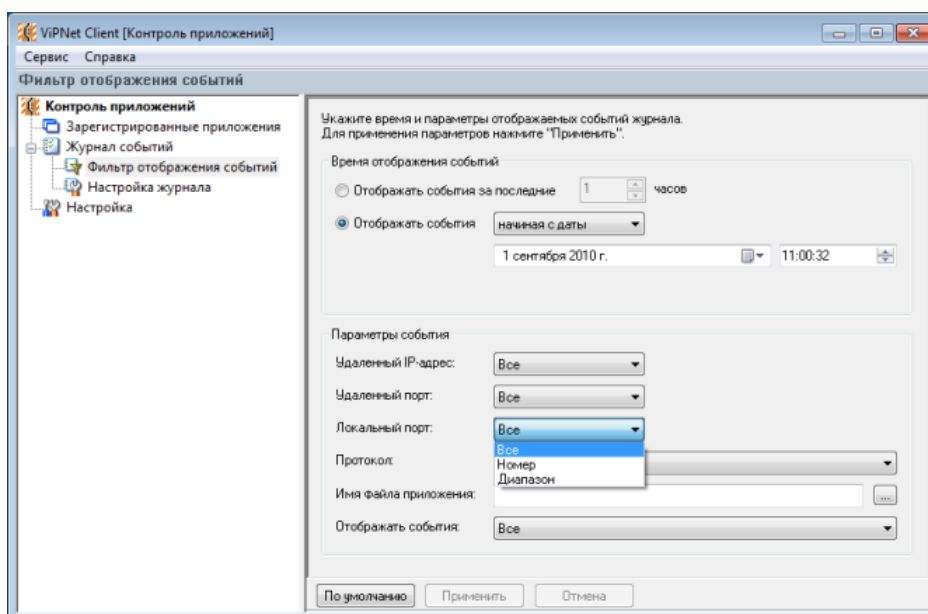 ViPNet Client [Контроль приложений]
Сервис Справка
Фильтр отображения событий
Контроль приложений
Зарегистрированные приложения
Журнал событий
Фильтр отображения событий
Настройка журнала
Настройка
Укажите время и параметры отображаемых событий журнала.
Для применения параметров нажмите "Применить".
Время отображения событий
Отображать события за последние 1 часов
Отображать события начиная с даты
1 сентября 2010 г. 11:00:32
Параметры события
Удаленный IP-адрес: Все
Удаленный порт: Все
Локальный порт: Все
Все
Протокол: Номер
Диапазон
Имя файла приложения: ...
Отображать события: Все
По умолчанию Применить Отмена